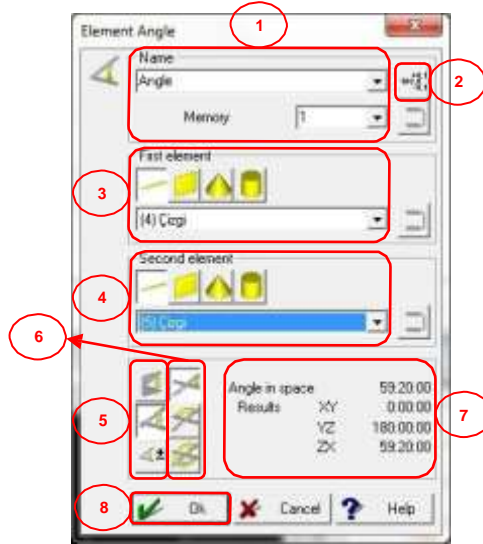 Element Angle
1
Name
Angle
2
Memory 1
First element
3
(4) Çizgi
Second element
4
(5) Çizgi
6
5
Angle in space 59:20:00
Results XY 0:00:00
YZ 180:00:00
ZX 59:20:00
7
8
Ok Cancel ? Help